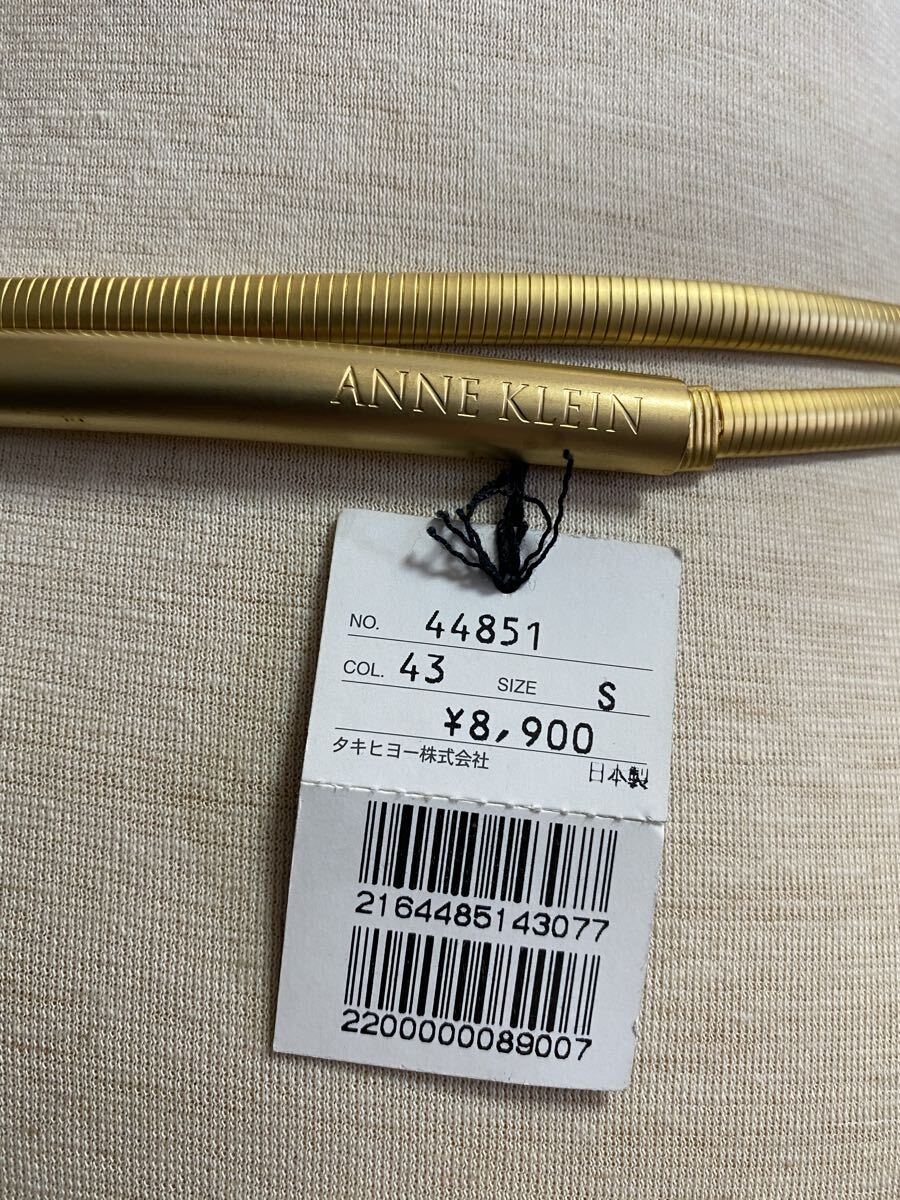 ANNE KLEIN
NO. 44851
COL. 43 SIZE S
¥8,900
タキヒヨー株式会社 日本製
2164485143077
2200000089007